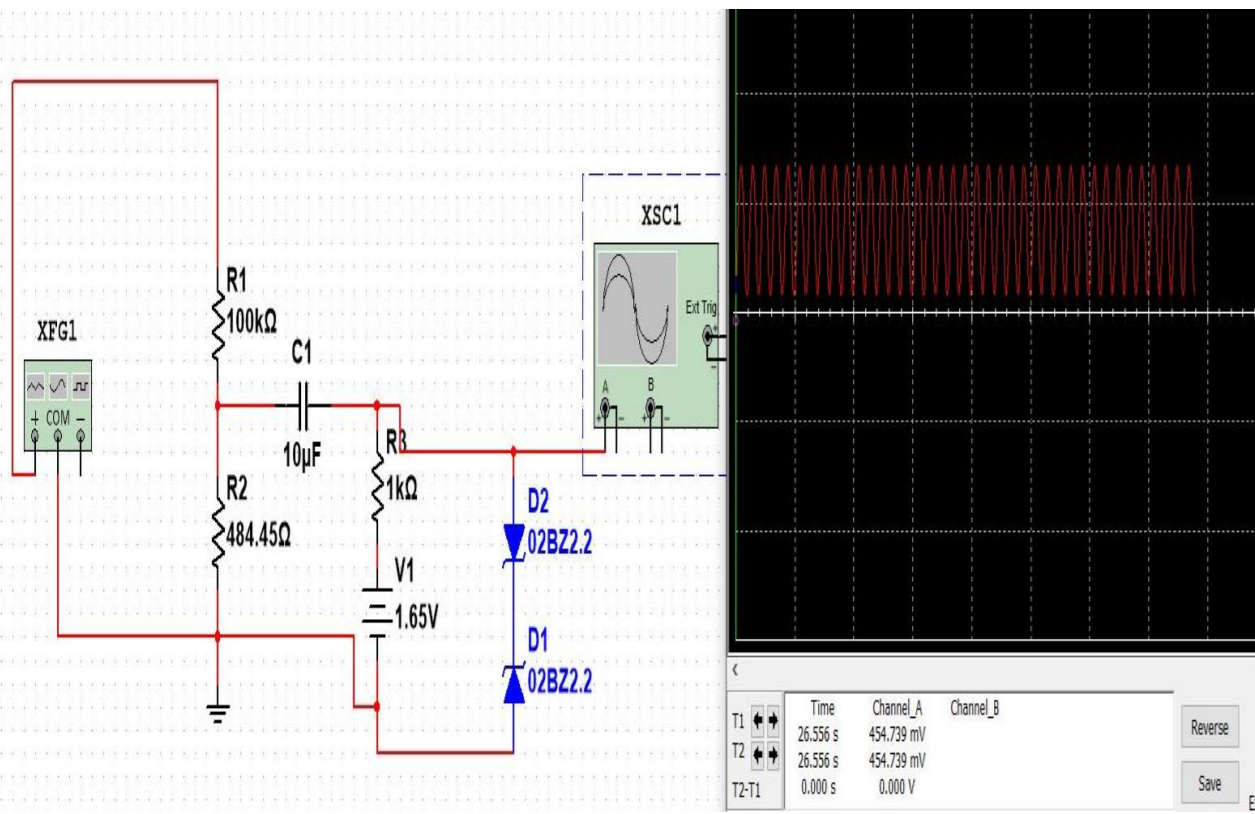 XSC1
Ext Trig
+
-
A
B
+ - + -
R1
100kΩ
XFG1
+ COM -
C1
10µF
R3
1kΩ
R2
484.45Ω
D2
02BZ2.2
V1
1.65V
D1
02BZ2.2
Time Channel_A Channel_B
T1 26.556 s 454.739 mV
T2 26.556 s 454.739 mV
T2-T1 0.000 s 0.000 V
Reverse
Save
E